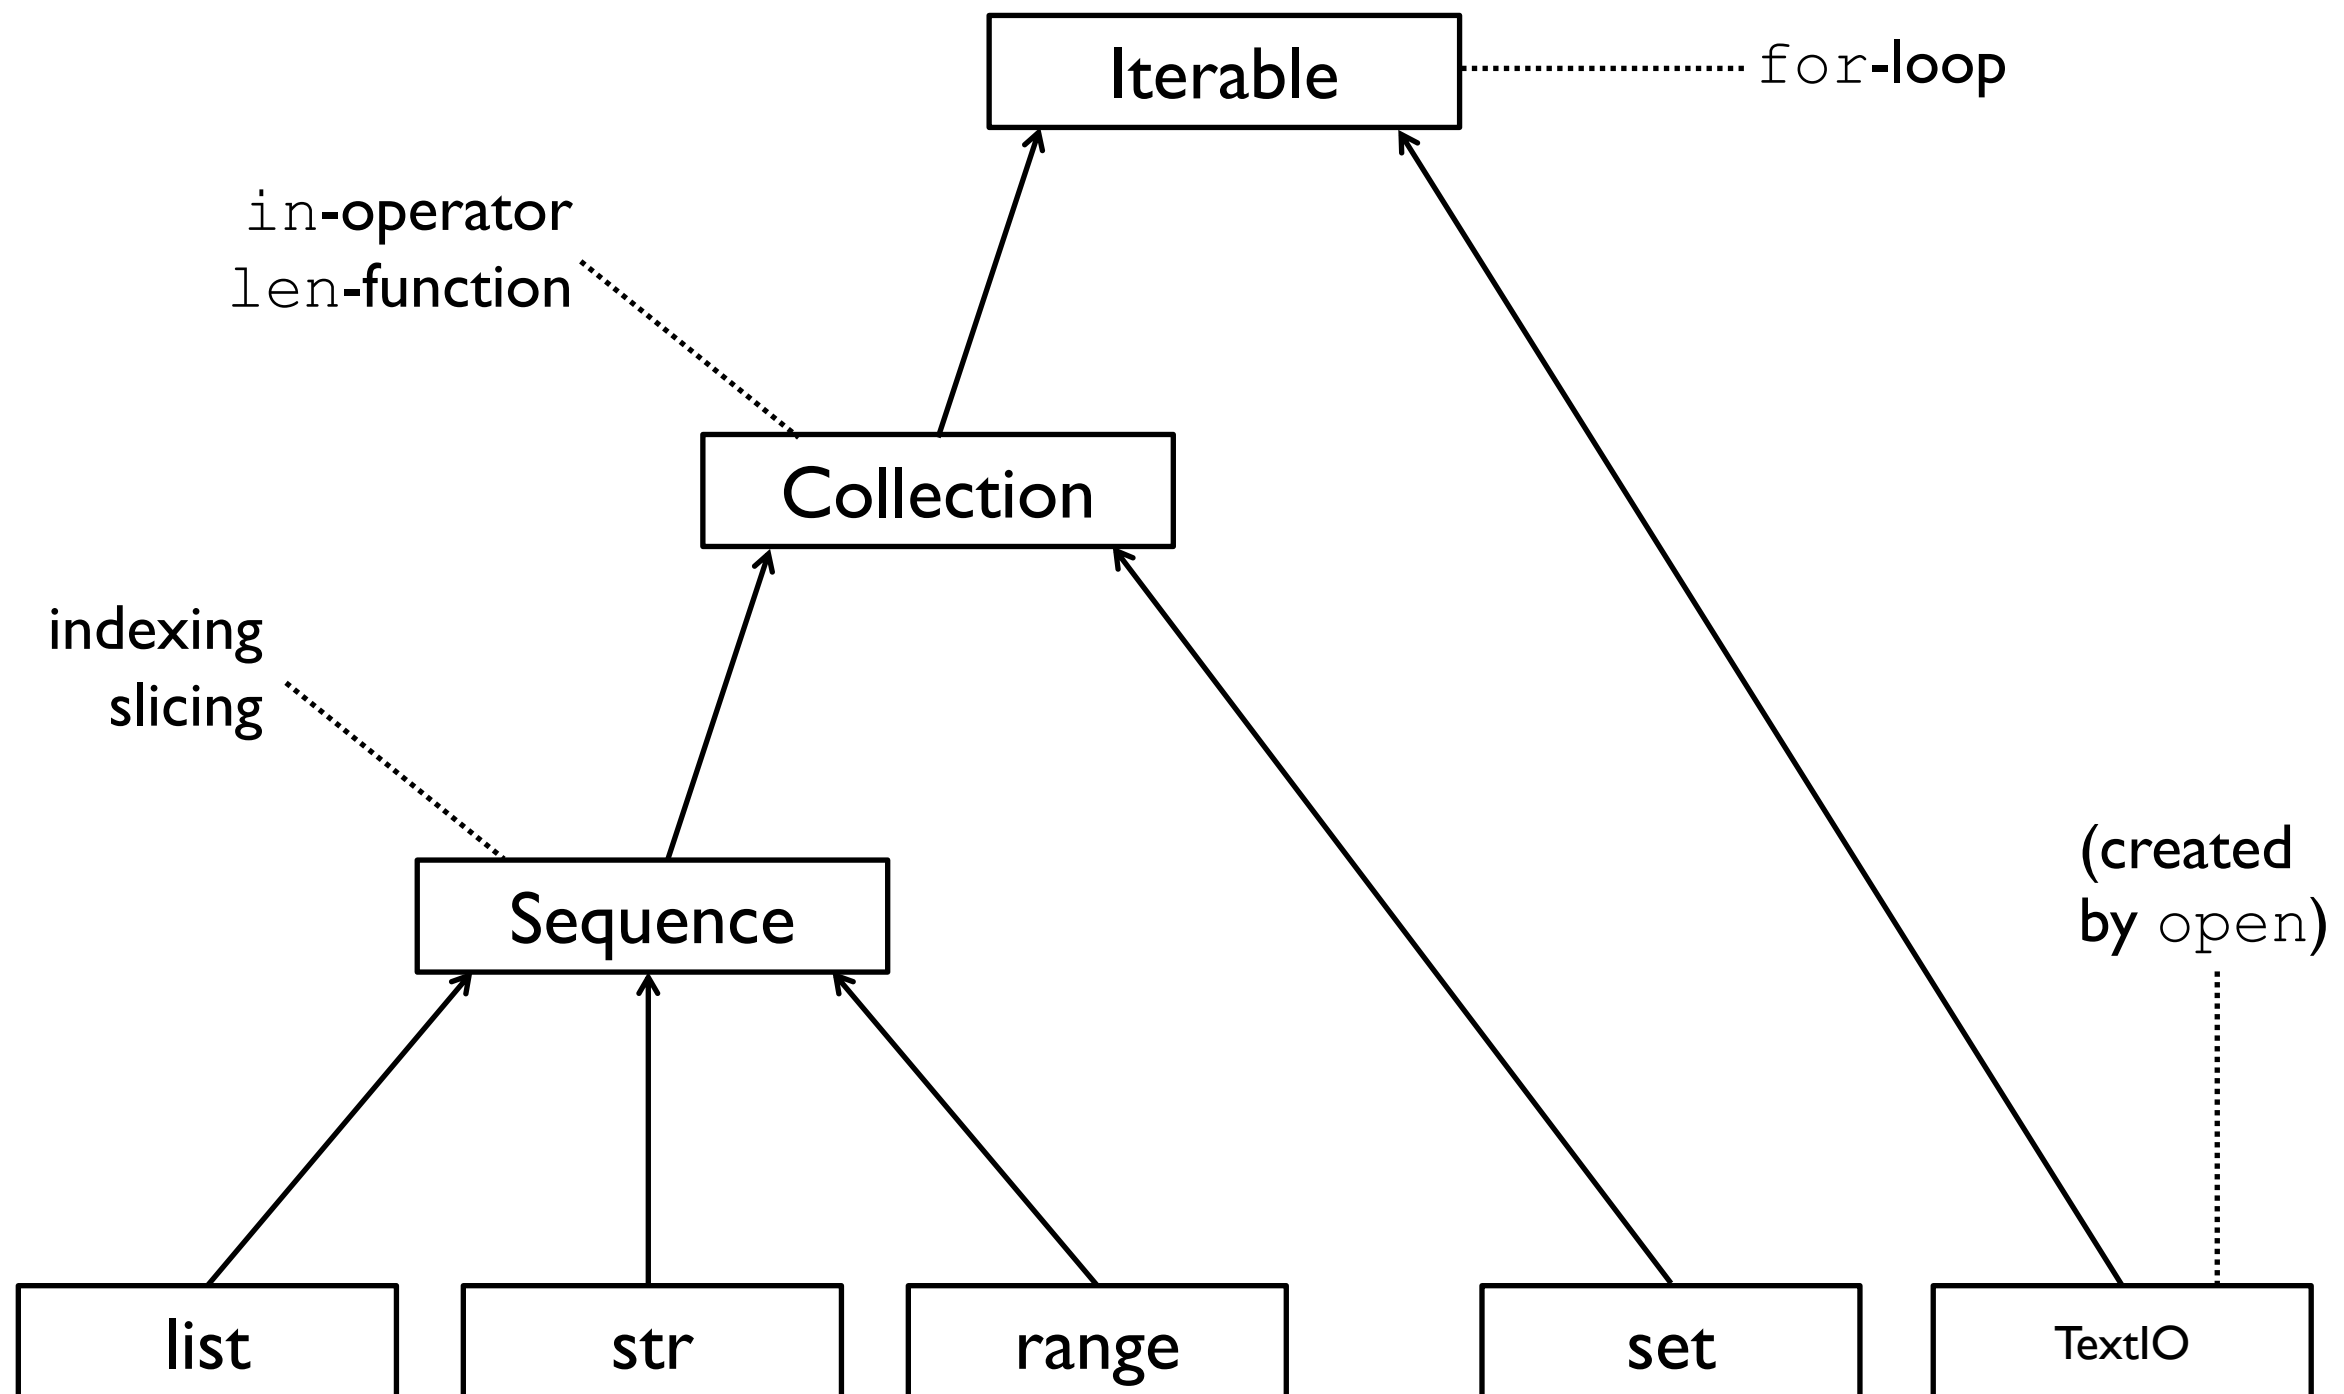 Iterable
for-loop
in-operator
len-function
Collection
indexing
slicing
(created
by open)
Sequence
list
str
range
set
TextIO